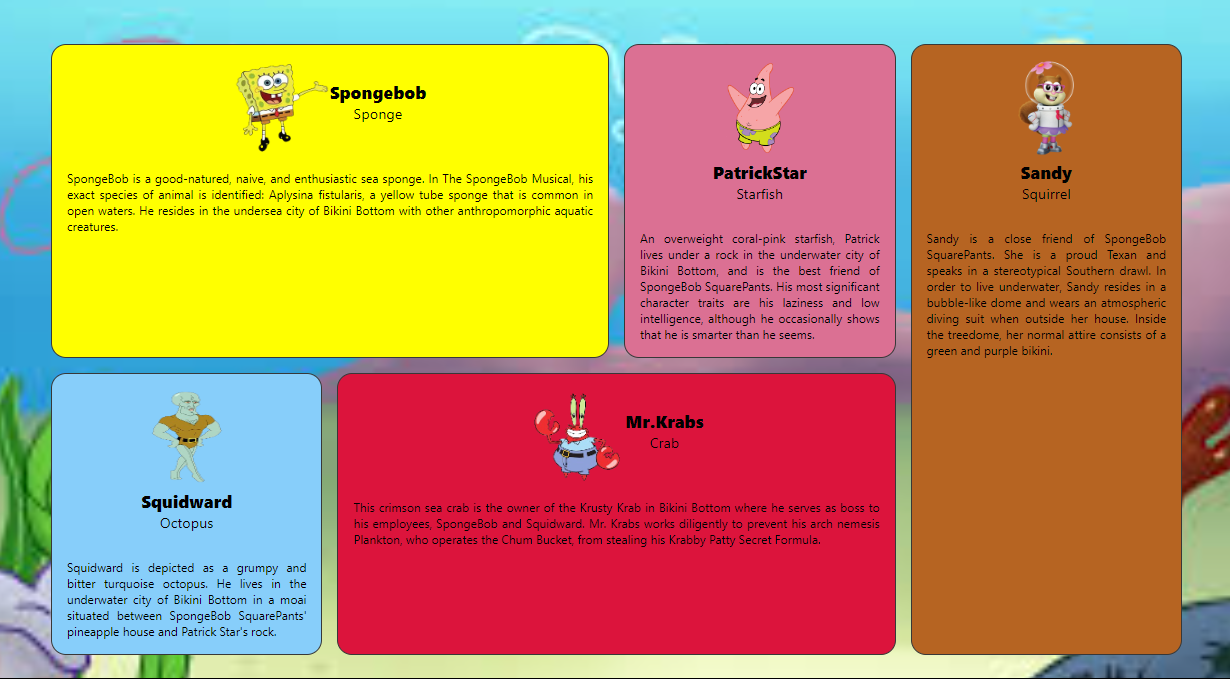 Spongebob
Sponge
SpongeBob is a good-natured, naive, and enthusiastic sea sponge. In The SpongeBob Musical, his
exact species of animal is identified: Aplysina fistularis, a yellow tube sponge that is common in
open waters. He resides in the undersea city of Bikini Bottom with other anthropomorphic aquatic
creatures.
PatrickStar
Starfish
An overweight coral-pink starfish, Patrick
lives under a rock in the underwater city of
Bikini Bottom, and is the best friend of
SpongeBob SquarePants. His most significant
character traits are his laziness and low
intelligence, although he occasionally shows
that he is smarter than he seems.
Sandy
Squirrel
Sandy is a close friend of SpongeBob
SquarePants. She is a proud Texan and
speaks in a stereotypical Southern drawl. In
order to live underwater, Sandy resides in a
bubble-like dome and wears an atmospheric
diving suit when outside her house. Inside
the treedome, her normal attire consists of a
green and purple bikini.
Squidward
Octopus
Squidward is depicted as a grumpy and
bitter turquoise octopus. He lives in the
underwater city of Bikini Bottom in a moai
situated between SpongeBob SquarePants'
pineapple house and Patrick Star's rock.
Mr.Krabs
Crab
This crimson sea crab is the owner of the Krusty Krab in Bikini Bottom where he serves as boss to
his employees, SpongeBob and Squidward. Mr. Krabs works diligently to prevent his arch nemesis
Plankton, who operates the Chum Bucket, from stealing his Krabby Patty Secret Formula.